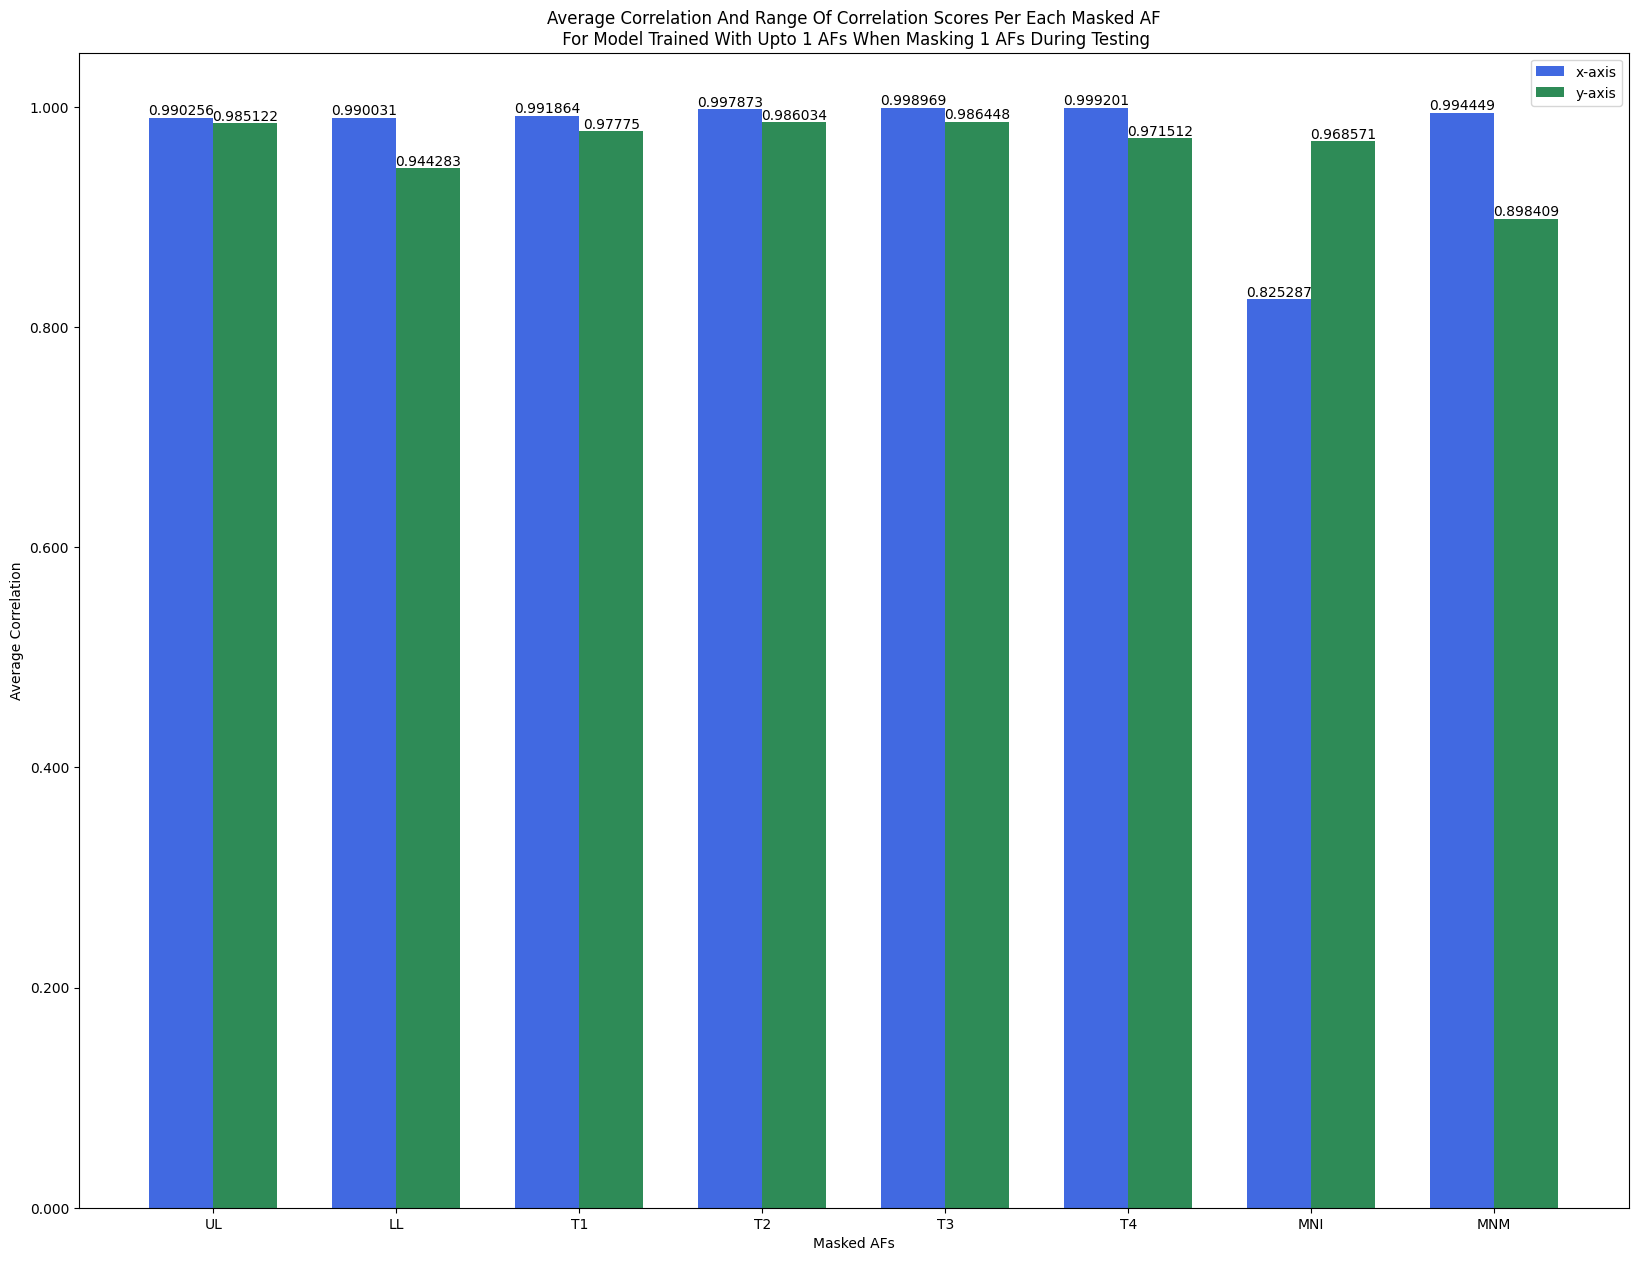 Average Correlation And Range Of Correlation Scores Per Each Masked AF
For Model Trained With Upto 1 AFs When Masking 1 AFs During Testing
x-axis
y-axis
1.000
0.800
0.600
0.400
0.200
0.000
Average Correlation
0.990256
0.985122
0.990031
0.944283
0.991864
0.97775
0.997873
0.986034
0.998969
0.986448
0.999201
0.971512
0.825287
0.968571
0.994449
0.898409
UL
LL
T1
T2
T3
T4
MNI
MNM
Masked AFs